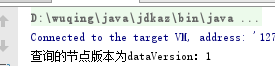 D:\wuqing\java\jdkaz\bin\java ...
Connected to the target VM, address: '127
查询的节点版本为dataVersion: 1